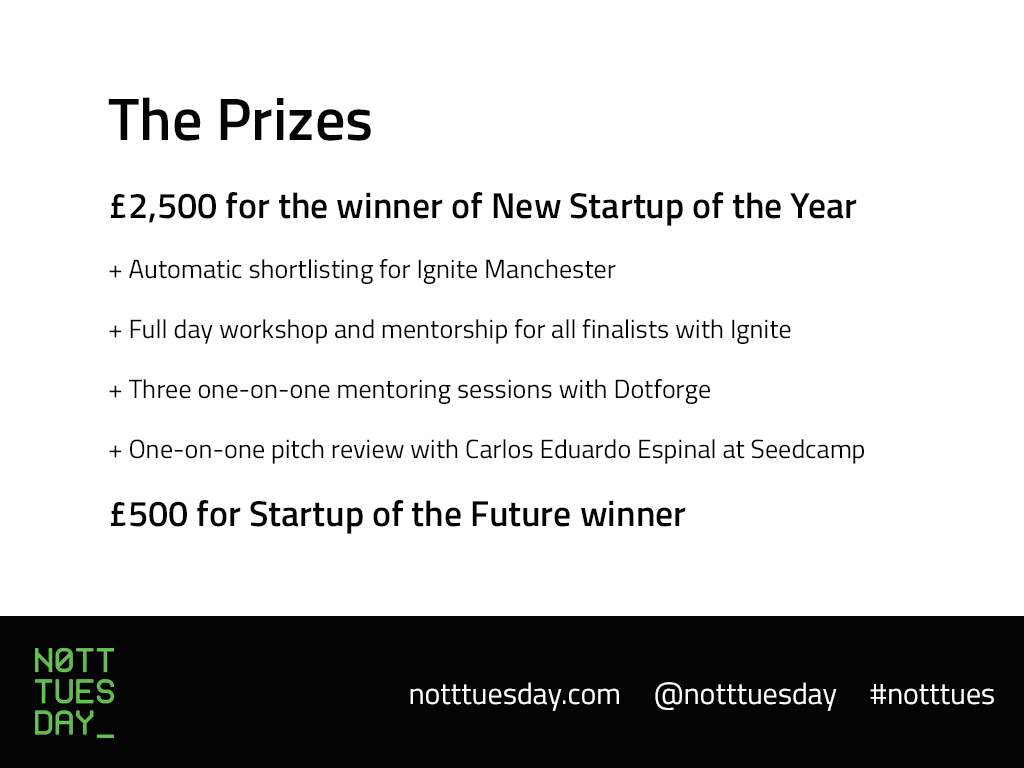 The Prizes
£2,500 for the winner of New Startup of the Year
+ Automatic shortlisting for Ignite Manchester
+ Full day workshop and mentorship for all finalists with Ignite
+ Three one-on-one mentoring sessions with Dotforge
+ One-on-one pitch review with Carlos Eduardo Espinal at Seedcamp
£500 for Startup of the Future winner
NØTT
TUES
DAY_
notttuesday.com @notttuesday #notttues